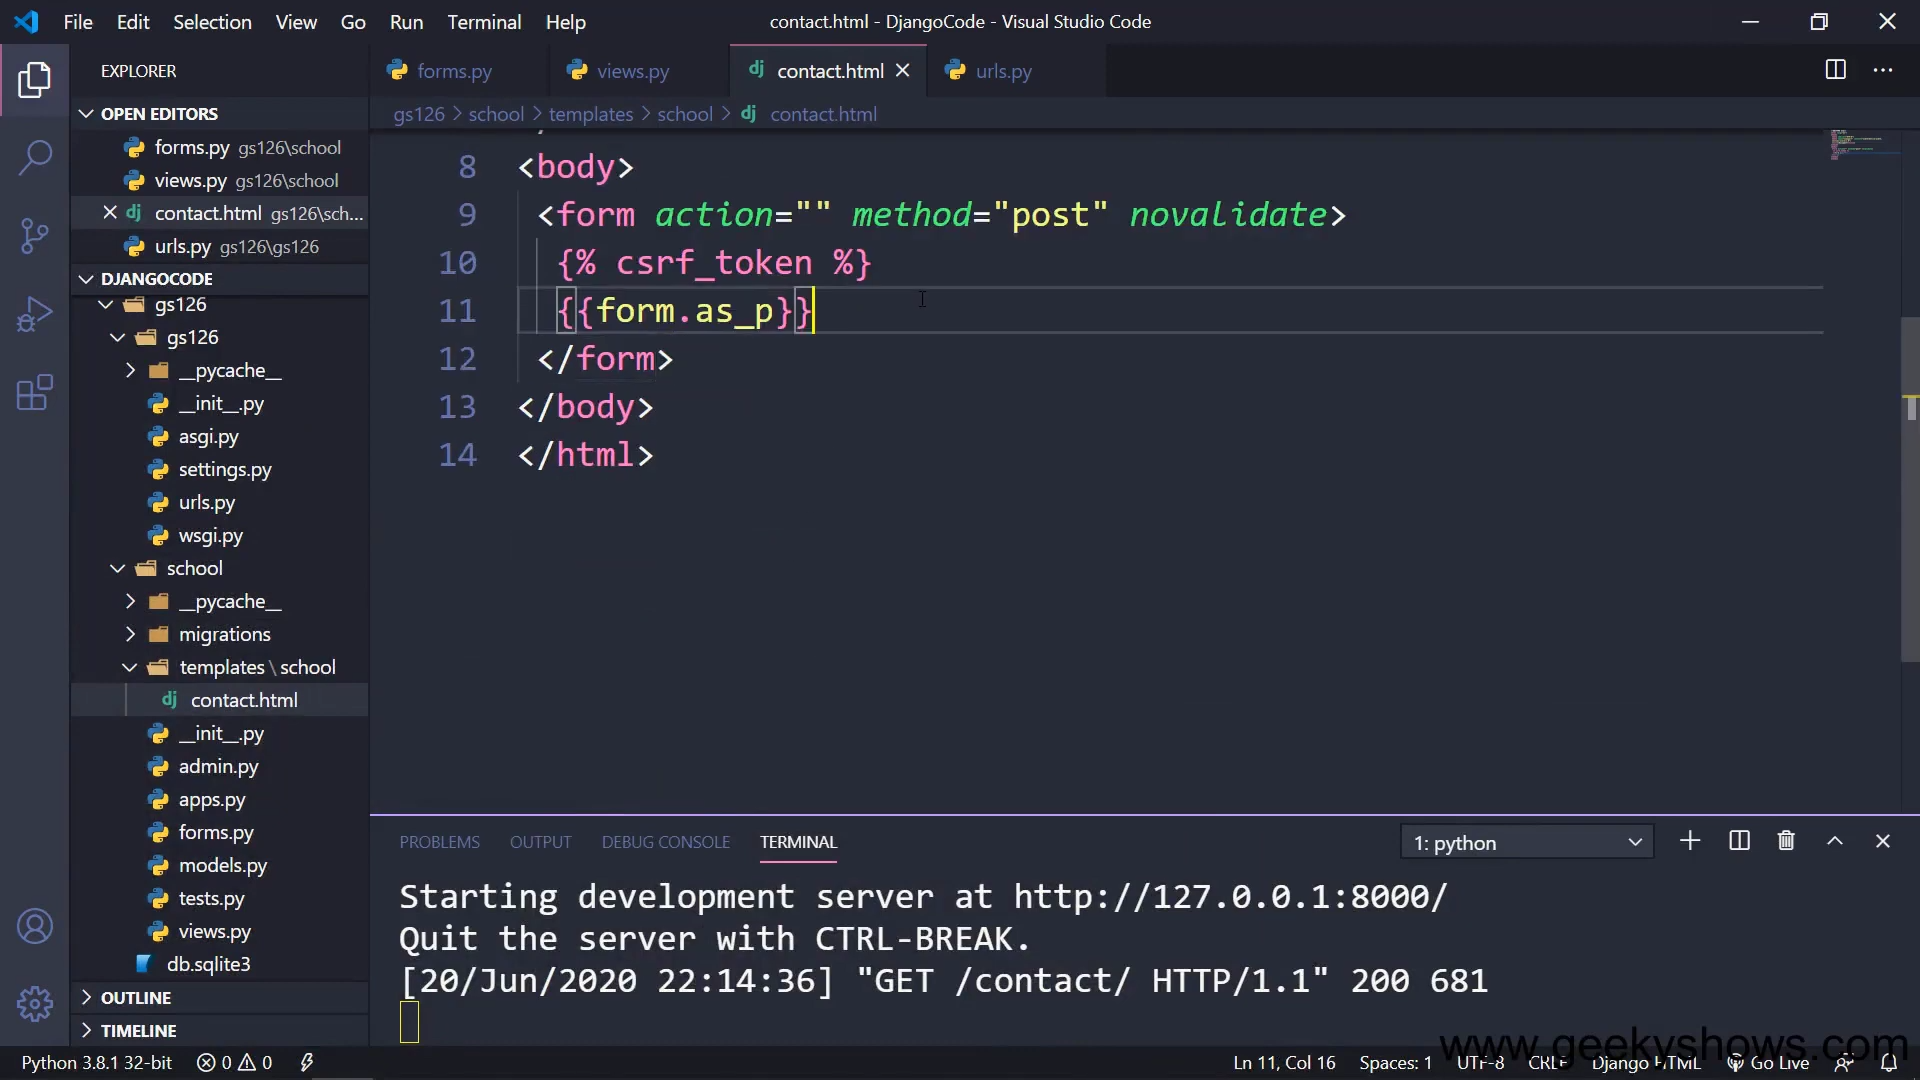 File Edit Selection View Go Run Terminal Help
contact.html - DjangoCode - Visual Studio Code
EXPLORER
OPEN EDITORS
forms.py gs126\school
views.py gs126\school
contact.html gs126\sch...
urls.py gs126\gs126
DJANGOCODE
gs126
gs126
__pycache__
__init__.py
asgi.py
settings.py
urls.py
wsgi.py
school
__pycache__
migrations
templates\school
contact.html
__init__.py
admin.py
apps.py
forms.py
models.py
tests.py
views.py
db.sqlite3
OUTLINE
TIMELINE
forms.py views.py contact.html urls.py
gs126 > school > templates > school > contact.html
8 <body>
9 <form action="" method="post" novalidate>
10 {% csrf_token %}
11 {{form.as_p}}
12 </form>
13 </body>
14 </html>
PROBLEMS OUTPUT DEBUG CONSOLE TERMINAL 1: python
Starting development server at http://127.0.0.1:8000/
Quit the server with CTRL-BREAK.
[20/Jun/2020 22:14:36] "GET /contact/ HTTP/1.1" 200 681
www.geekyshows.com
Python 3.8.1 32-bit 0 0 Ln 11, Col 16 Spaces: 1 UTF-8 CRLF Django HTML Go Live